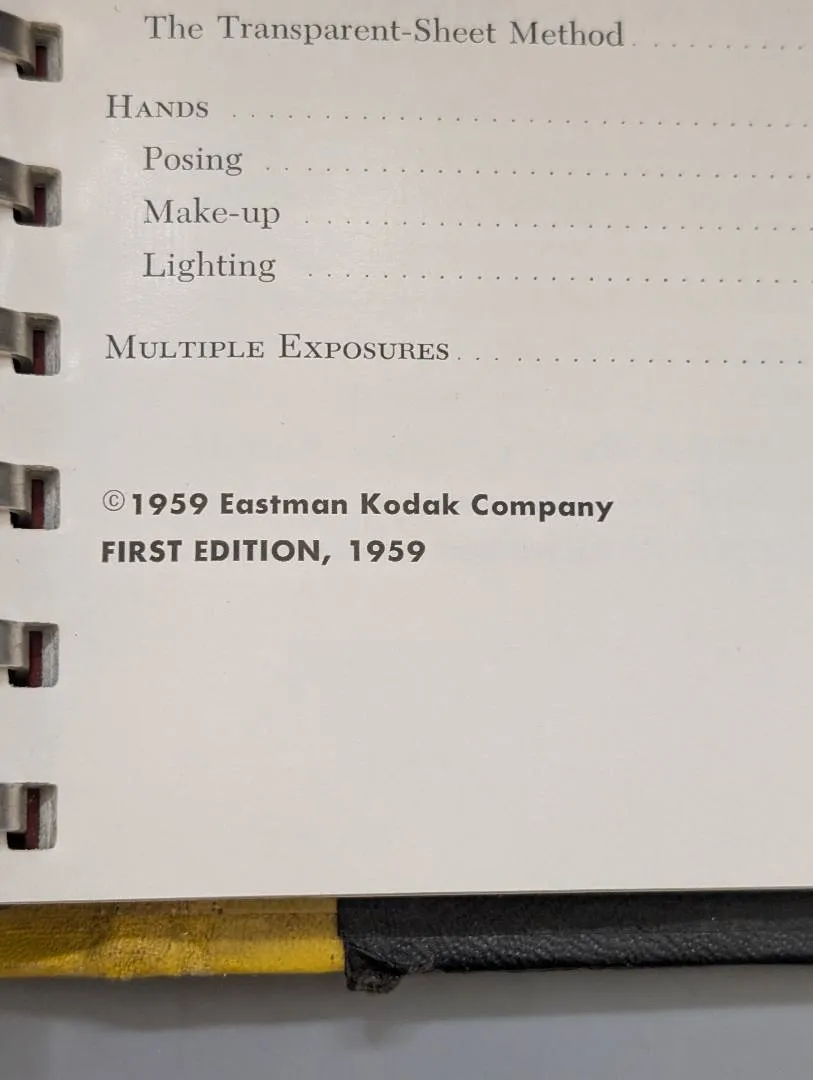 The Transparent-Sheet Method . . . . . . . . . .
HANDS . . . . . . . . . . . . . . . . . . . . . . . . . . . . . . .
Posing . . . . . . . . . . . . . . . . . . . . . . . . . . . . .
Make-up . . . . . . . . . . . . . . . . . . . . . . . . . . .
Lighting . . . . . . . . . . . . . . . . . . . . . . . . . . .
MULTIPLE EXPOSURES . . . . . . . . . . . . . . . . . . .
©1959 Eastman Kodak Company
FIRST EDITION, 1959